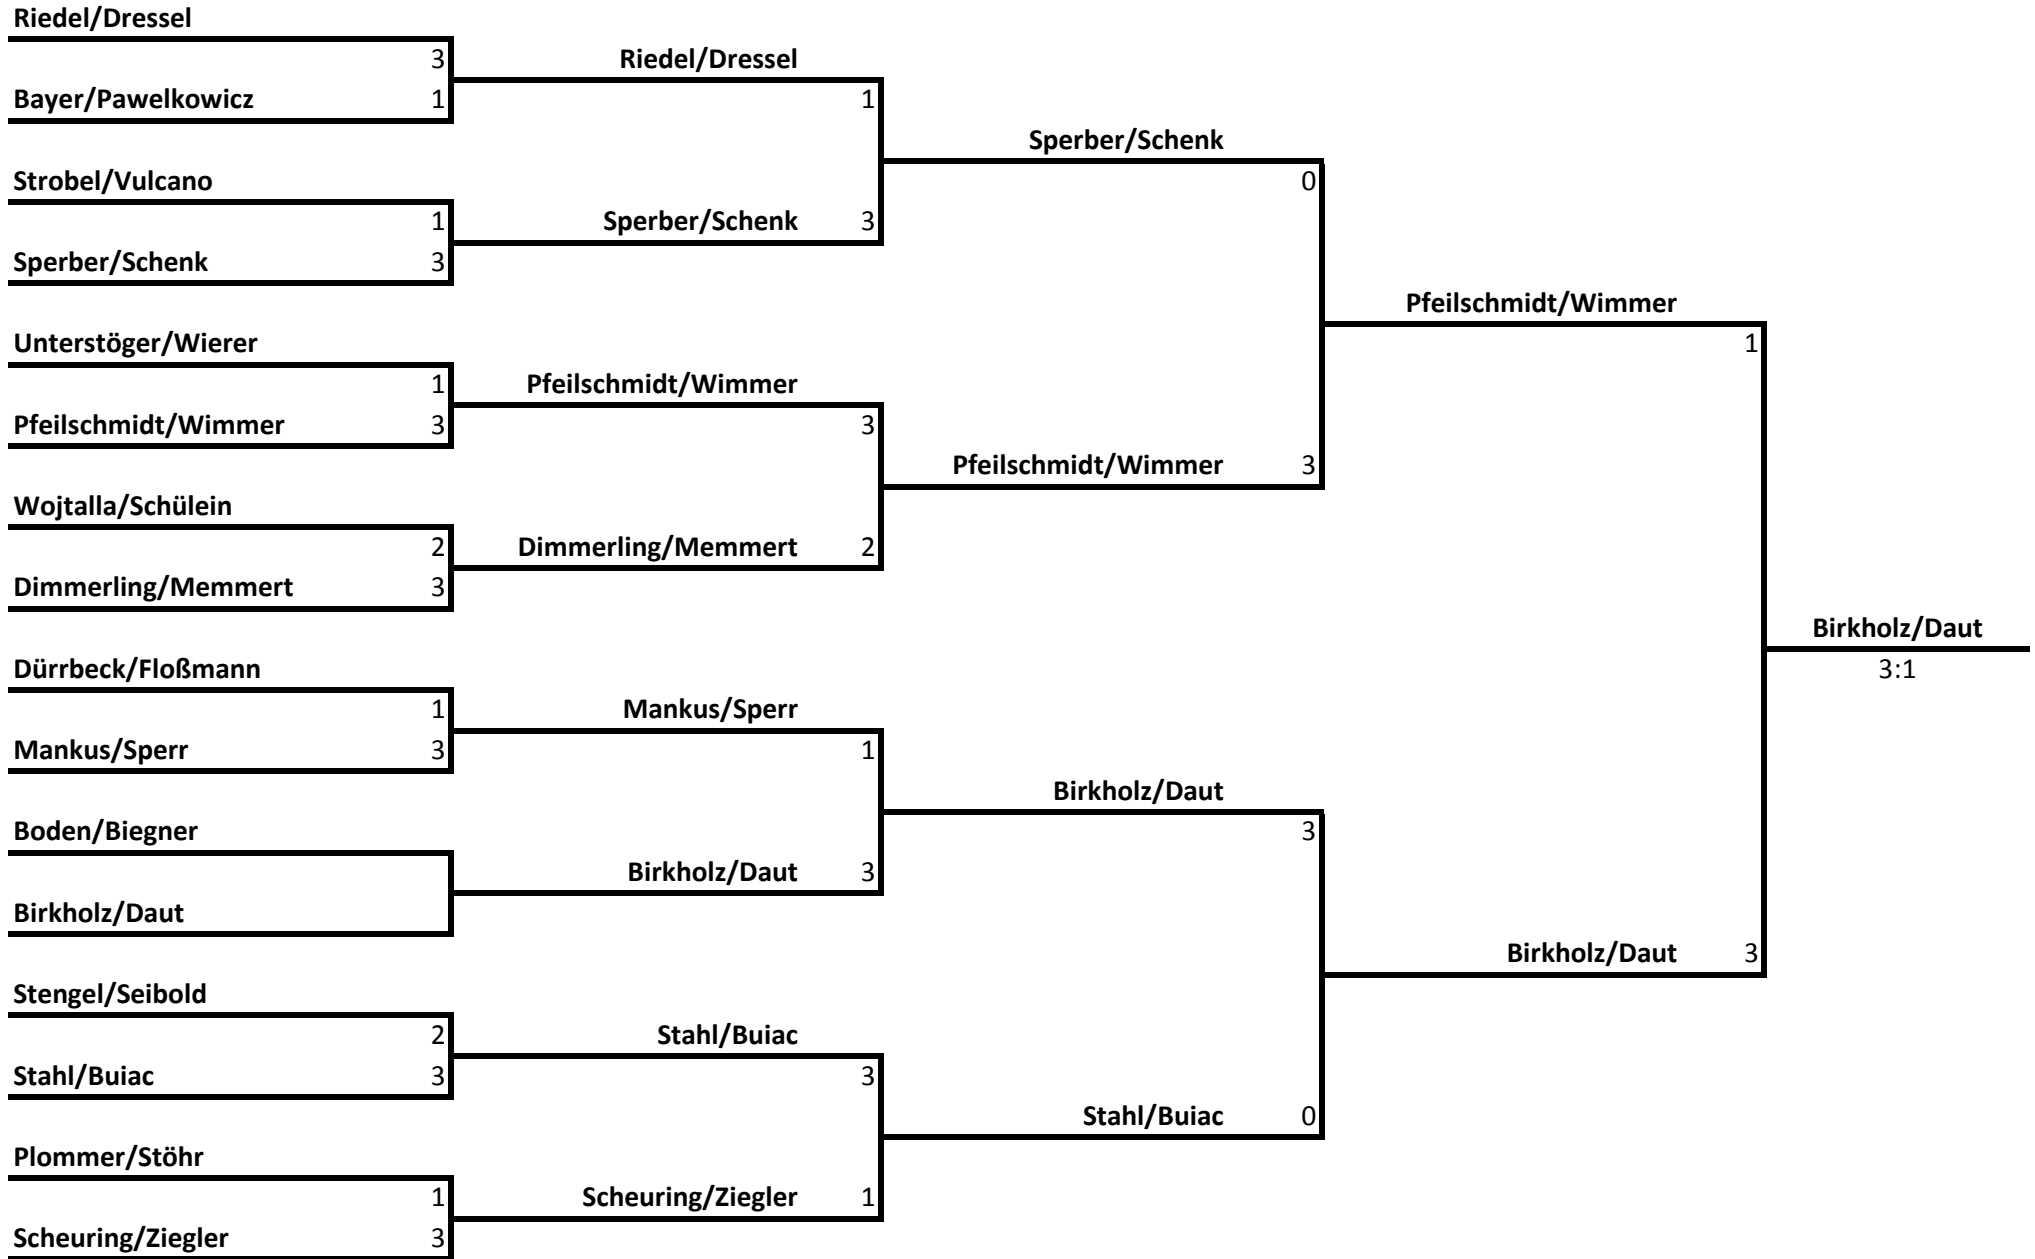 Riedel/Dressel
3
Riedel/Dressel
Bayer/Pawelkowicz 1
1
Sperber/Schenk
Strobel/Vulcano
0
1
Sperber/Schenk 3
Sperber/Schenk 3
Pfeilschmidt/Wimmer
Unterstöger/Wierer
1
1
Pfeilschmidt/Wimmer
Pfeilschmidt/Wimmer 3
3
Pfeilschmidt/Wimmer 3
Wojtalla/Schülein
2
Dimmerling/Memmert 2
Dimmerling/Memmert 3
Birkholz/Daut
3:1
Dürrbeck/Floßmann
1
Mankus/Sperr
Mankus/Sperr 3
1
Birkholz/Daut
Boden/Biegner
3
Birkholz/Daut 3
Birkholz/Daut
Birkholz/Daut 3
Stengel/Seibold
2
Stahl/Buiac
Stahl/Buiac 3
3
Stahl/Buiac 0
Plommer/Stöhr
1
Scheuring/Ziegler 1
Scheuring/Ziegler 3